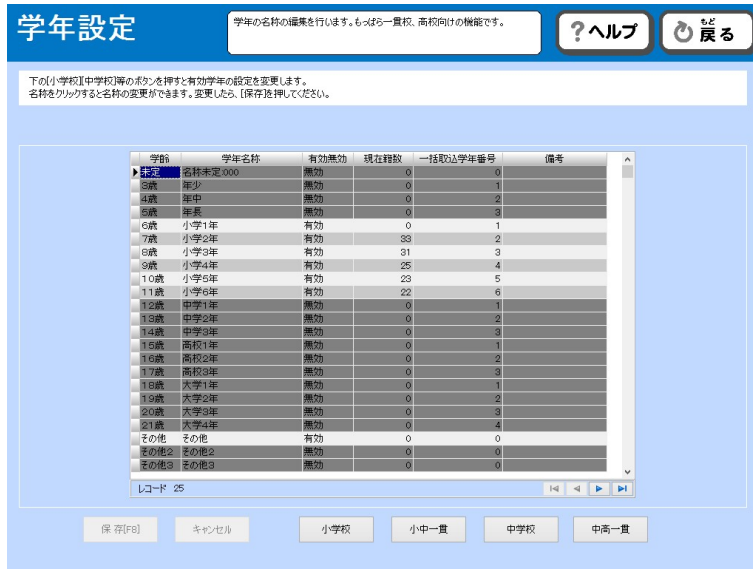 学年設定
学年の名称の編集を行います。もっぱら一貫校、高校向けの機能です。
?ヘルプ
もど
戻る
下の[小学校][中学校]等のボタンを押すと有効学年の設定を変更します。
名称をクリックすると名称の変更ができます。変更したら、[保存]を押してください。
学齢 学年名称 有効無効 現在籍数 一括取込学年番号 備考
未定 名称未定:000 無効 0 0
3歳 年少 無効 0 1
4歳 年中 無効 0 2
5歳 年長 無効 0 3
6歳 小学1年 有効 0 1
7歳 小学2年 有効 33 2
8歳 小学3年 有効 31 3
9歳 小学4年 有効 25 4
10歳 小学5年 有効 23 5
11歳 小学6年 有効 22 6
12歳 中学1年 無効 0 1
13歳 中学2年 無効 0 2
14歳 中学3年 無効 0 3
15歳 高校1年 無効 0 1
16歳 高校2年 無効 0 2
17歳 高校3年 無効 0 3
18歳 大学1年 無効 0 1
19歳 大学2年 無効 0 2
20歳 大学3年 無効 0 3
21歳 大学4年 無効 0 4
その他 その他 有効 0 0
その他2 その他2 無効 0 0
その他3 その他3 無効 0 0
レコード 25
保存[F8] キャンセル 小学校 小中一貫 中学校 中高一貫